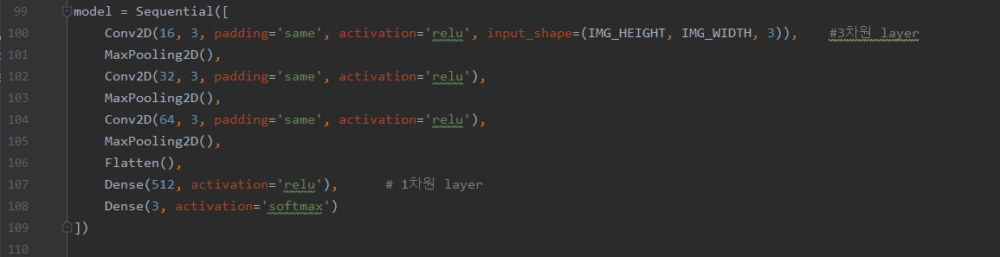 99 model = Sequential([
100 Conv2D(16, 3, padding='same', activation='relu', input_shape=(IMG_HEIGHT, IMG_WIDTH, 3)), #3차원 layer
101 MaxPooling2D(),
102 Conv2D(32, 3, padding='same', activation='relu'),
103 MaxPooling2D(),
104 Conv2D(64, 3, padding='same', activation='relu'),
105 MaxPooling2D(),
106 Flatten(),
107 Dense(512, activation='relu'), # 1차원 layer
108 Dense(3, activation='softmax')
109 ])
110